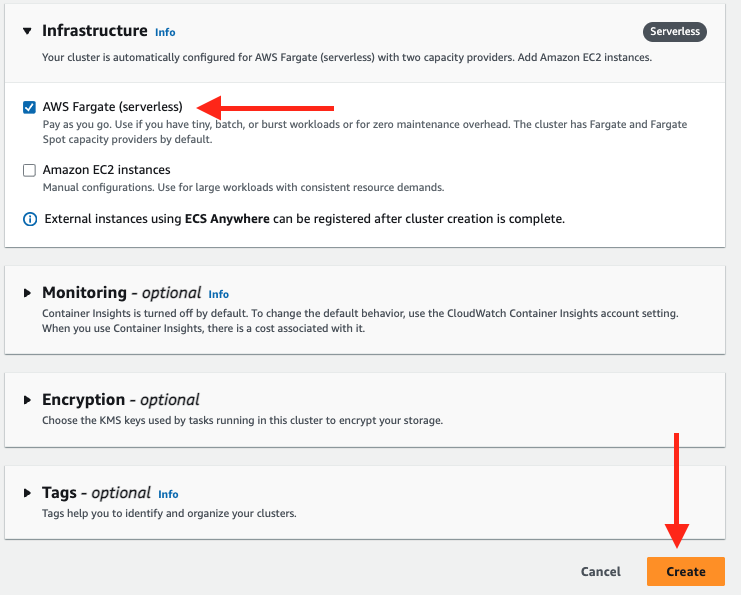 Infrastructure Info
Serverless
Your cluster is automatically configured for AWS Fargate (serverless) with two capacity providers. Add Amazon EC2 instances.
AWS Fargate (serverless)
Pay as you go. Use if you have tiny, batch, or burst workloads or for zero maintenance overhead. The cluster has Fargate and Fargate
Spot capacity providers by default.
Amazon EC2 instances
Manual configurations. Use for large workloads with consistent resource demands.
External instances using ECS Anywhere can be registered after cluster creation is complete.
Monitoring - optional Info
Container Insights is turned off by default. To change the default behavior, use the CloudWatch Container Insights account setting.
When you use Container Insights, there is a cost associated with it.
Encryption - optional
Choose the KMS keys used by tasks running in this cluster to encrypt your storage.
Tags - optional Info
Tags help you to identify and organize your clusters.
Cancel
Create